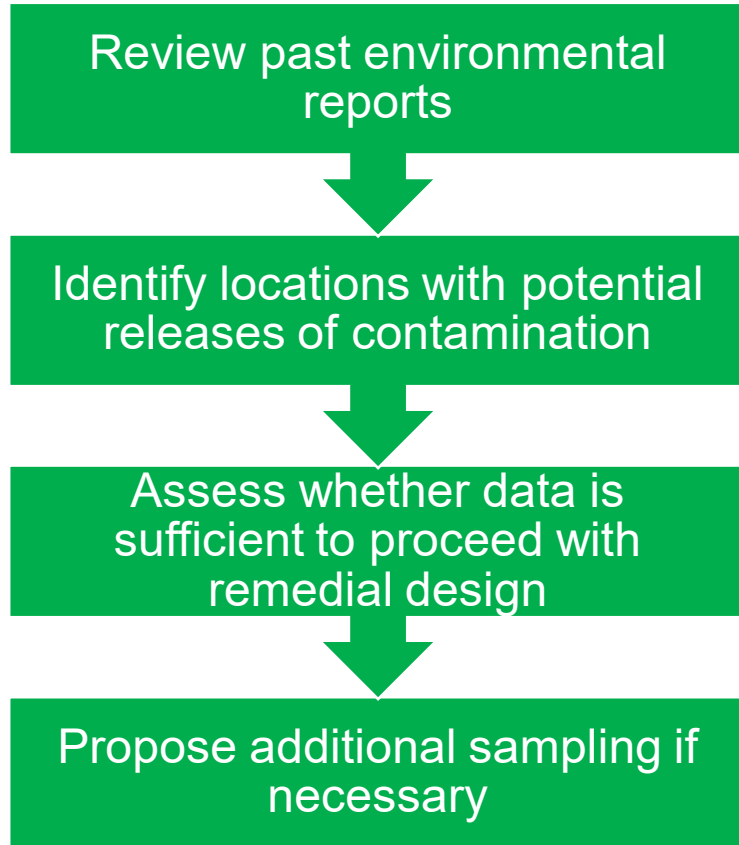 Review past environmental
reports
Identify locations with potential
releases of contamination
Assess whether data is
sufficient to proceed with
remedial design
Propose additional sampling if
necessary